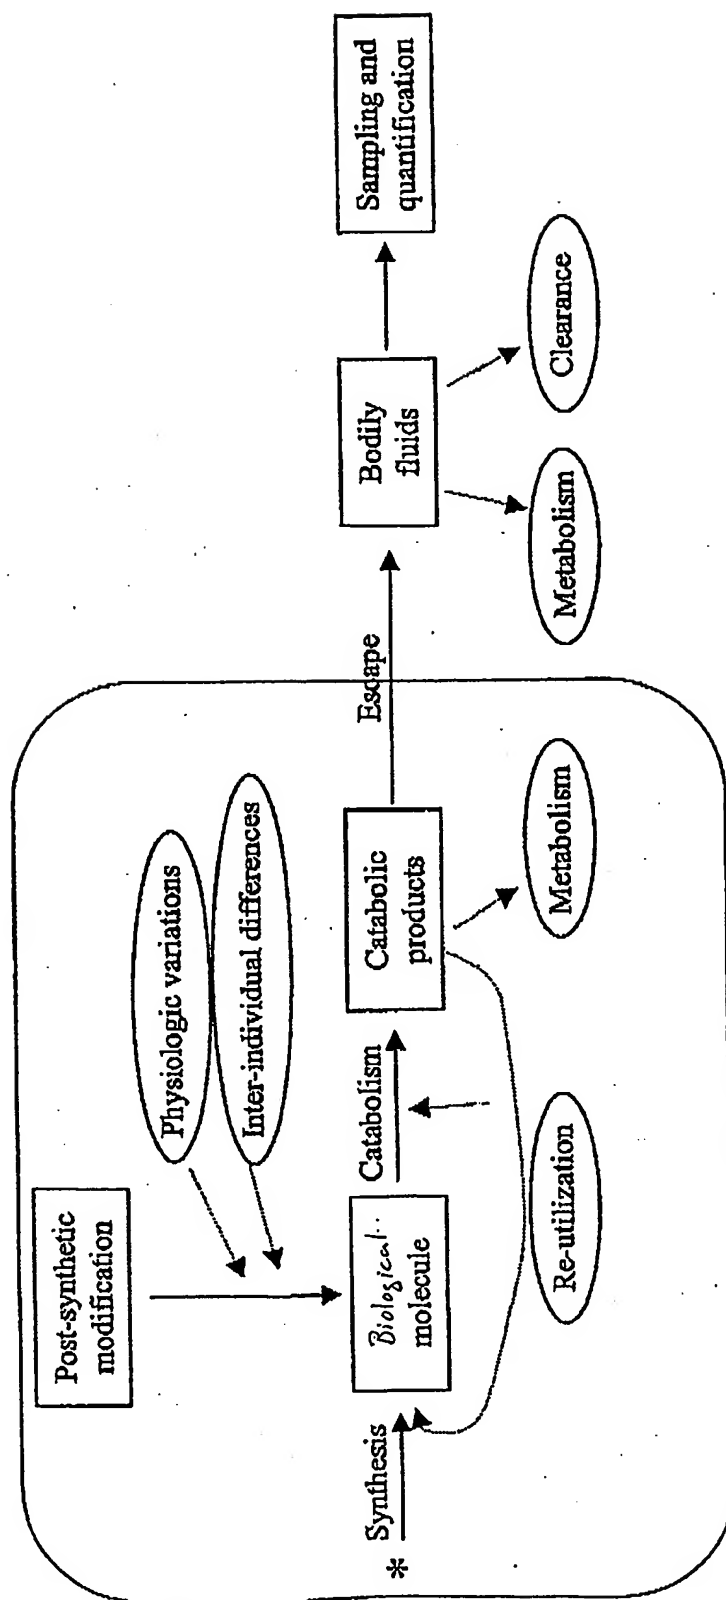 Post-synthetic
modification
Physiologic variations
Inter-individual differences
*
Synthesis
Biological
molecule
Catabolism
Catabolic
products
Escape
Bodily
fluids
Sampling and
quantification
Re-utilization
Metabolism
Metabolism
Clearance